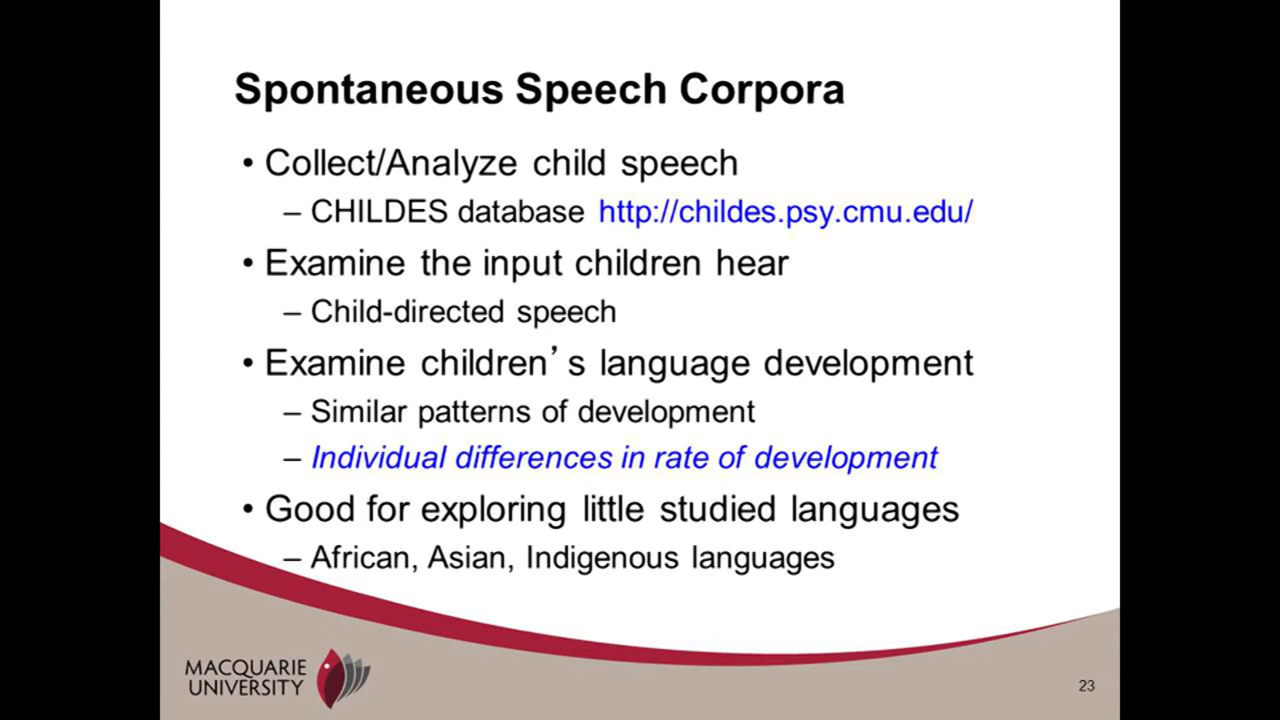 Spontaneous Speech Corpora
• Collect/Analyze child speech
– CHILDES database http://childes.psy.cmu.edu/
• Examine the input children hear
– Child-directed speech
• Examine children’s language development
– Similar patterns of development
– Individual differences in rate of development
• Good for exploring little studied languages
– African, Asian, Indigenous languages
MACQUARIE
UNIVERSITY
23